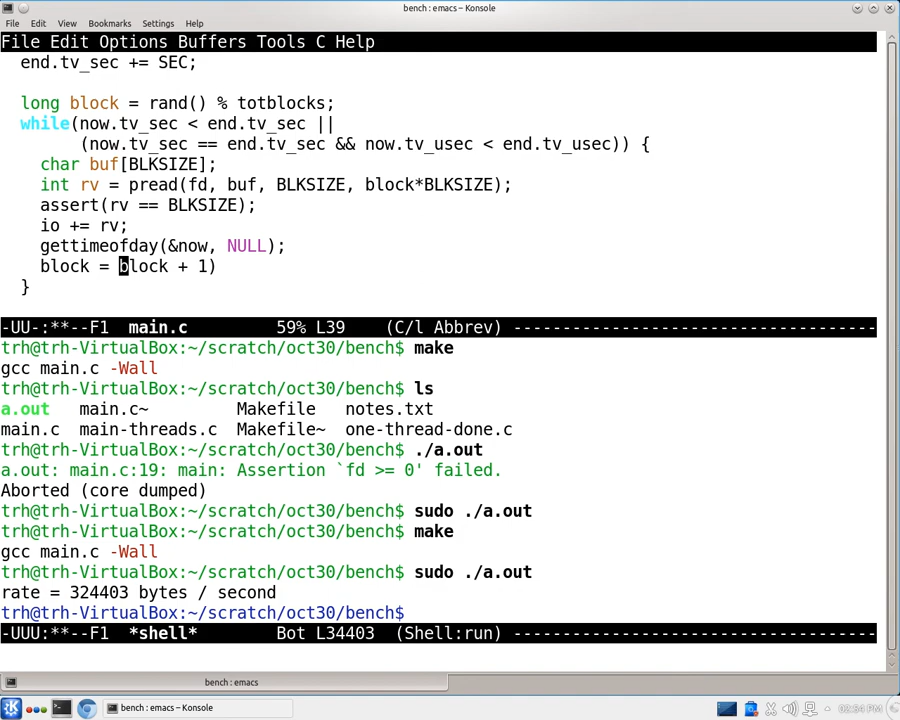 bench : emacs – Konsole
File Edit View Bookmarks Settings Help
File Edit Options Buffers Tools C Help
end.tv_sec += SEC;
long block = rand() % totblocks;
while(now.tv_sec < end.tv_sec ||
(now.tv_sec == end.tv_sec && now.tv_usec < end.tv_usec)) {
char buf[BLKSIZE];
int rv = pread(fd, buf, BLKSIZE, block*BLKSIZE);
assert(rv == BLKSIZE);
io += rv;
gettimeofday(&now, NULL);
block = block + 1)
}
-UU-:**--F1 main.c 59% L39 (C/l Abbrev) -------------------------------------
trh@trh-VirtualBox:~/scratch/oct30/bench$ make
gcc main.c -Wall
trh@trh-VirtualBox:~/scratch/oct30/bench$ ls
a.out main.c~ Makefile notes.txt
main.c main-threads.c Makefile~ one-thread-done.c
trh@trh-VirtualBox:~/scratch/oct30/bench$ ./a.out
a.out: main.c:19: main: Assertion `fd >= 0' failed.
Aborted (core dumped)
trh@trh-VirtualBox:~/scratch/oct30/bench$ sudo ./a.out
trh@trh-VirtualBox:~/scratch/oct30/bench$ make
gcc main.c -Wall
trh@trh-VirtualBox:~/scratch/oct30/bench$ sudo ./a.out
rate = 324403 bytes / second
trh@trh-VirtualBox:~/scratch/oct30/bench$
-UUU:**--F1 *shell* Bot L34403 (Shell:run) -------------------------------------
bench : emacs
bench : emacs – Konsole